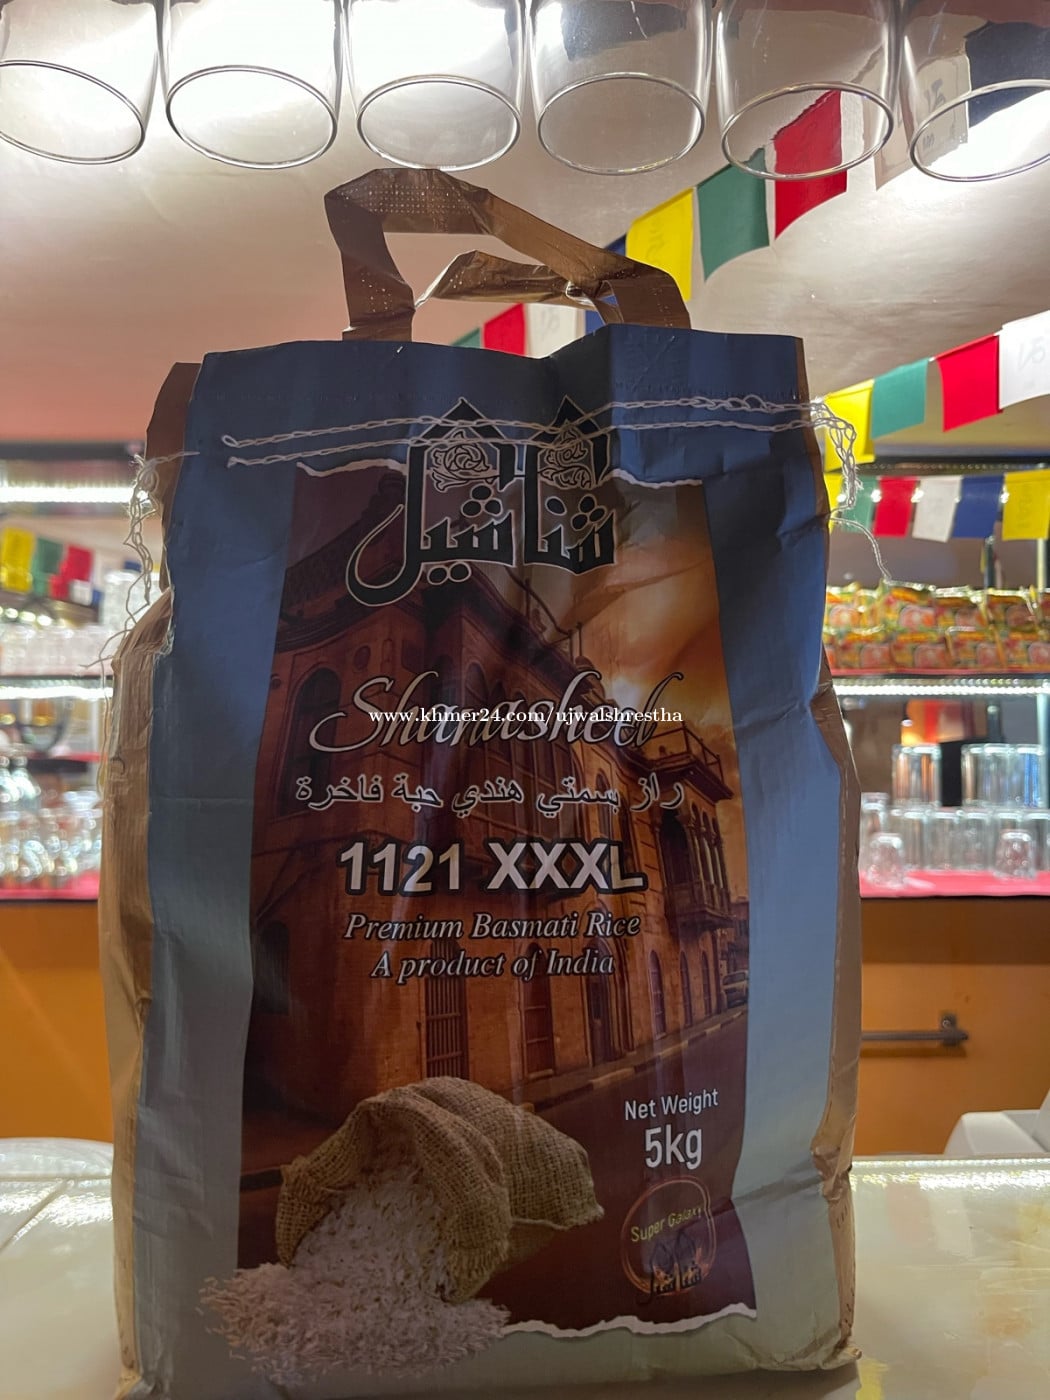 شناشيل
Shanasheel
www.khmer24.com/ujwalshrestha
راز بسمتي هندي حبة فاخرة
1121 XXXL
Premium Basmati Rice
A product of India
Net Weight
5kg
Super Galaxy
شناشيل